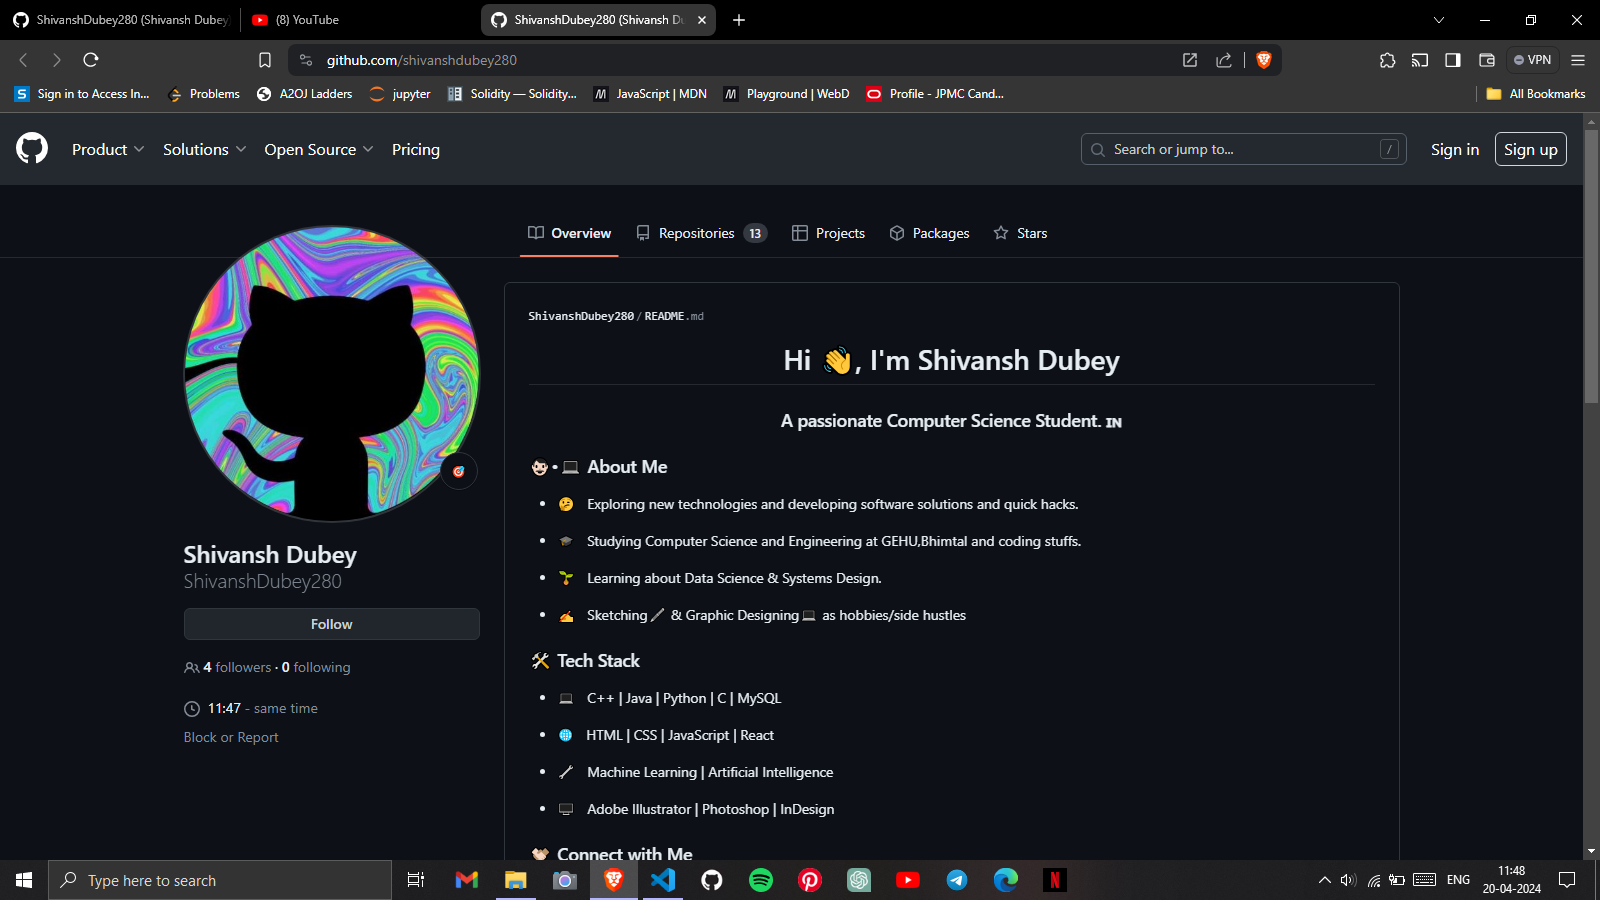 ShivanshDubey280 (Shivansh Dubey)
(8) YouTube
ShivanshDubey280 (Shivansh D
github.com/shivanshdubey280
VPN
Sign in to Access In...
Problems
A2OJ Ladders
jupyter
Solidity — Solidity...
JavaScript | MDN
Playground | WebD
Profile - JPMC Cand...
All Bookmarks
Product
Solutions
Open Source
Pricing
Search or jump to...
/
Sign in
Sign up
Overview
Repositories 13
Projects
Packages
Stars
ShivanshDubey280 / README.md
Hi 👋, I'm Shivansh Dubey
A passionate Computer Science Student. IN
About Me
Exploring new technologies and developing software solutions and quick hacks.
Studying Computer Science and Engineering at GEHU,Bhimtal and coding stuffs.
Learning about Data Science & Systems Design.
Sketching🖊 & Graphic Designing💻 as hobbies/side hustles
Tech Stack
C++ | Java | Python | C | MySQL
HTML | CSS | JavaScript | React
Machine Learning | Artificial Intelligence
Adobe Illustrator | Photoshop | InDesign
Connect with Me
Shivansh Dubey
ShivanshDubey280
Follow
4 followers · 0 following
11:47 - same time
Block or Report
Type here to search
ENG
11:48
20-04-2024